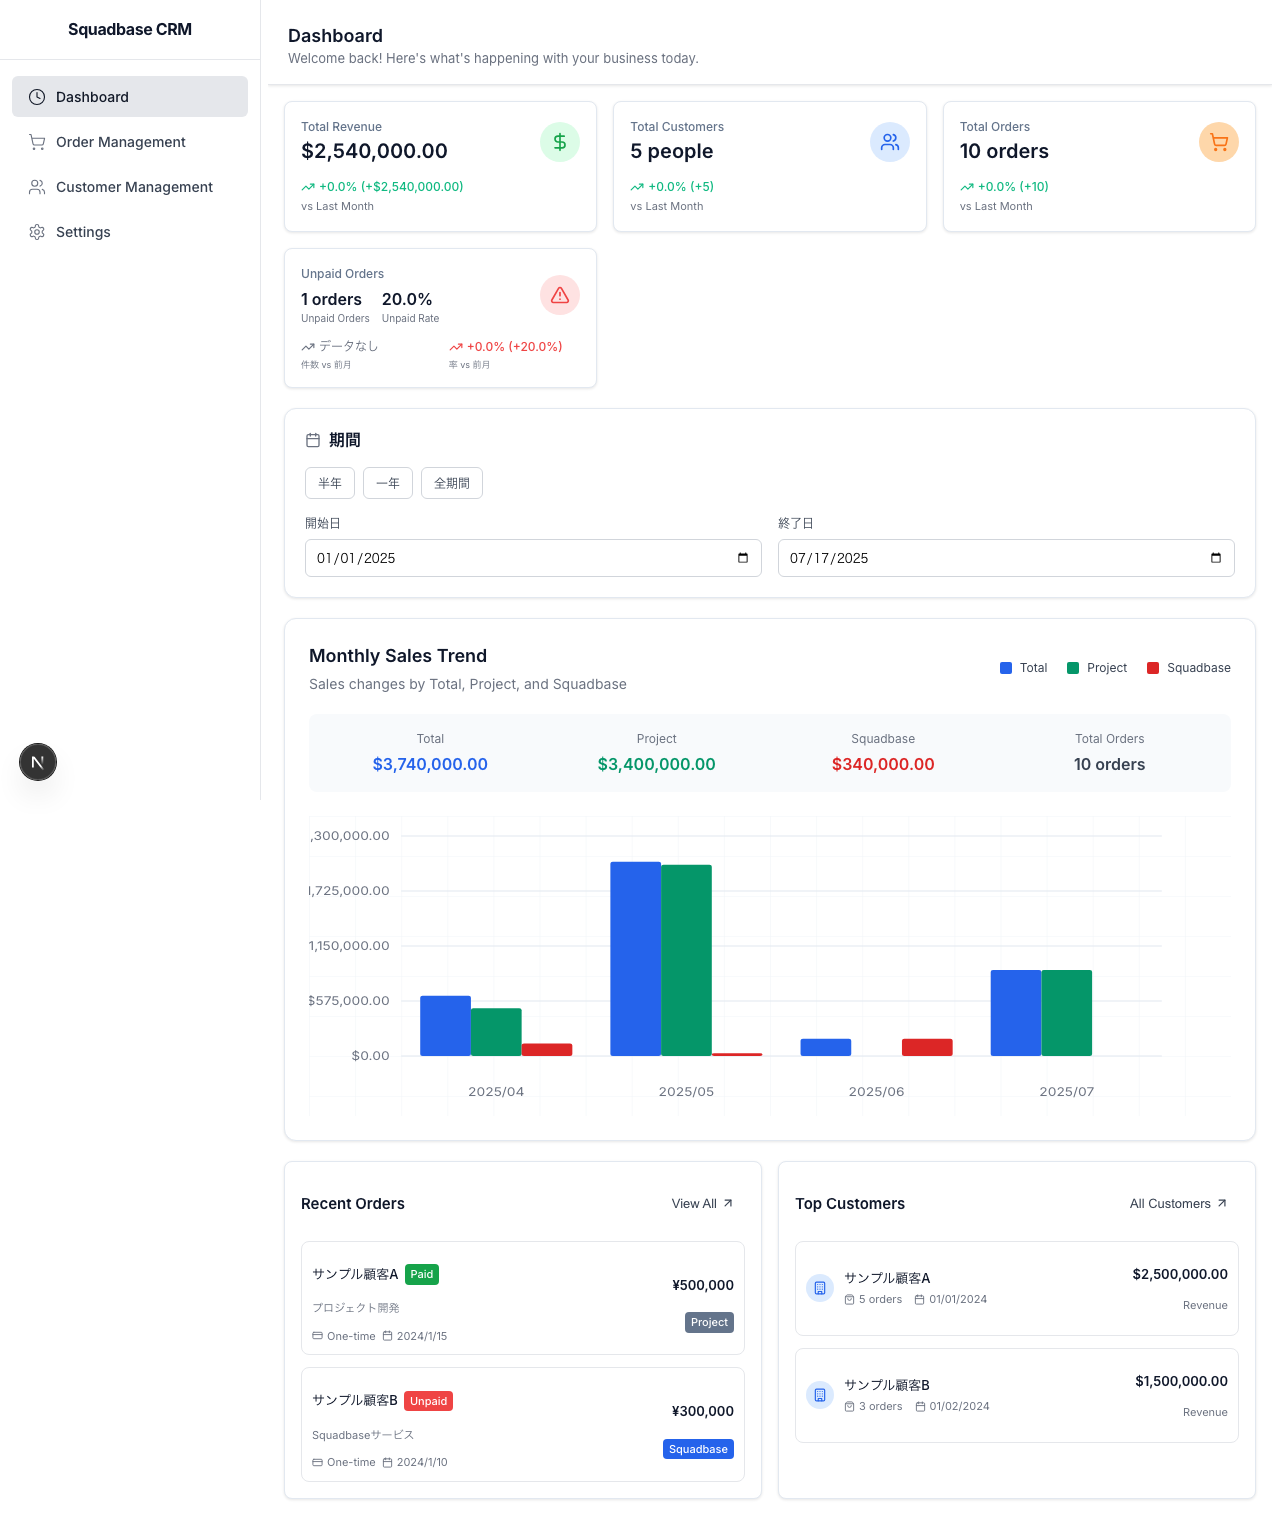 Squadbase CRM
Dashboard
Order Management
Customer Management
Settings
N
Dashboard
Welcome back! Here's what's happening with your business today.
Total Revenue
$2,540,000.00
+0.0% (+$2,540,000.00)
vs Last Month
Total Customers
5 people
+0.0% (+5)
vs Last Month
Total Orders
10 orders
+0.0% (+10)
vs Last Month
Unpaid Orders
1 orders 20.0%
Unpaid Orders Unpaid Rate
データなし +0.0% (+20.0%)
件数 vs 前月 率 vs 前月
期間
半年 一年 全期間
開始日 終了日
01/01/2025 07/17/2025
Monthly Sales Trend
Sales changes by Total, Project, and Squadbase
Total Project Squadbase
Total Project Squadbase Total Orders
$3,740,000.00 $3,400,000.00 $340,000.00 10 orders
,300,000.00
1,725,000.00
1,150,000.00
$575,000.00
$0.00
2025/04 2025/05 2025/06 2025/07
Recent Orders View All
サンプル顧客A Paid
¥500,000
プロジェクト開発
Project
One-time 2024/1/15
サンプル顧客B Unpaid
¥300,000
Squadbaseサービス
Squadbase
One-time 2024/1/10
Top Customers All Customers
サンプル顧客A $2,500,000.00
5 orders 01/01/2024 Revenue
サンプル顧客B $1,500,000.00
3 orders 01/02/2024 Revenue